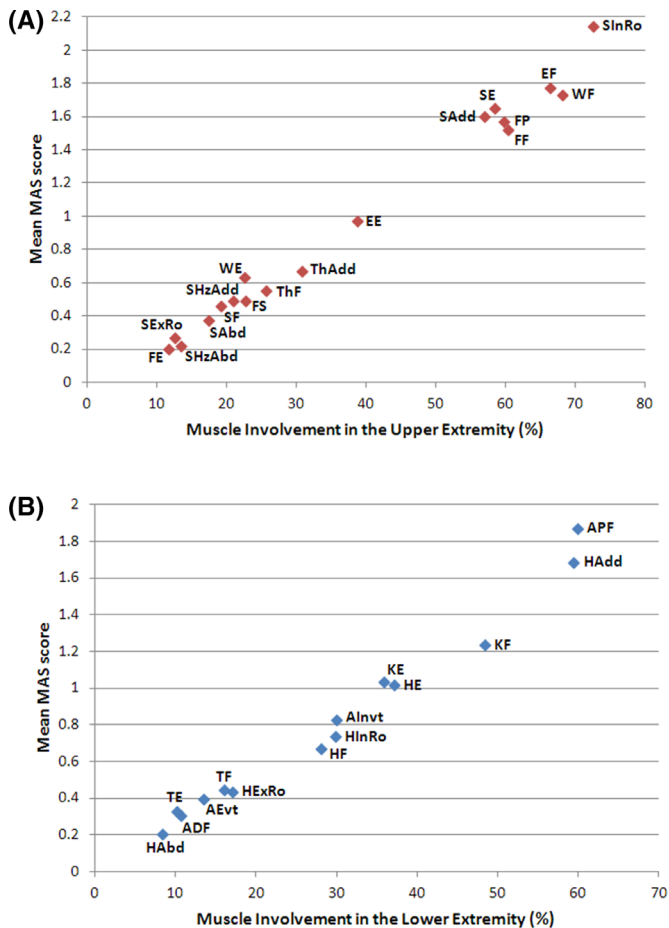 (A)
2.2
2
1.8
1.6
1.4
1.2
1
0.8
0.6
0.4
0.2
0
Mean MAS score
SInRo
EF
WF
SE
SAdd
FP
FF
EE
WE
ThAdd
SHzAdd
ThF
SF
FS
SExRo
SAbd
FE
SHzAbd
0 10 20 30 40 50 60 70 80
Muscle Involvement in the Upper Extremity (%)
(B)
2
1.8
1.6
1.4
1.2
1
0.8
0.6
0.4
0.2
0
Mean MAS score
APF
HAdd
KF
KE
HE
AInvt
HInRo
HF
TF
HExRo
TE
AEvt
ADF
HAbd
0 10 20 30 40 50 60 70
Muscle Involvement in the Lower Extremity (%)